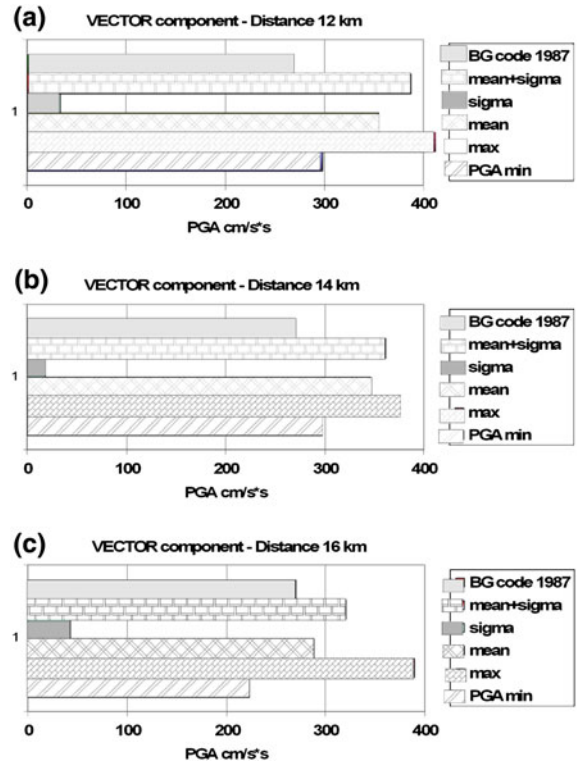 (a)
VECTOR component - Distance 12 km
1
0 100 200 300 400
PGA cm/s*s
BG code 1987
mean+sigma
sigma
mean
max
PGA min
(b)
VECTOR component - Distance 14 km
1
0 100 200 300 400
PGA cm/s*s
BG code 1987
mean+sigma
sigma
mean
max
PGA min
(c)
VECTOR component - Distance 16 km
1
0 100 200 300 400
PGA cm/s*s
BG code 1987
mean+sigma
sigma
mean
max
PGA min